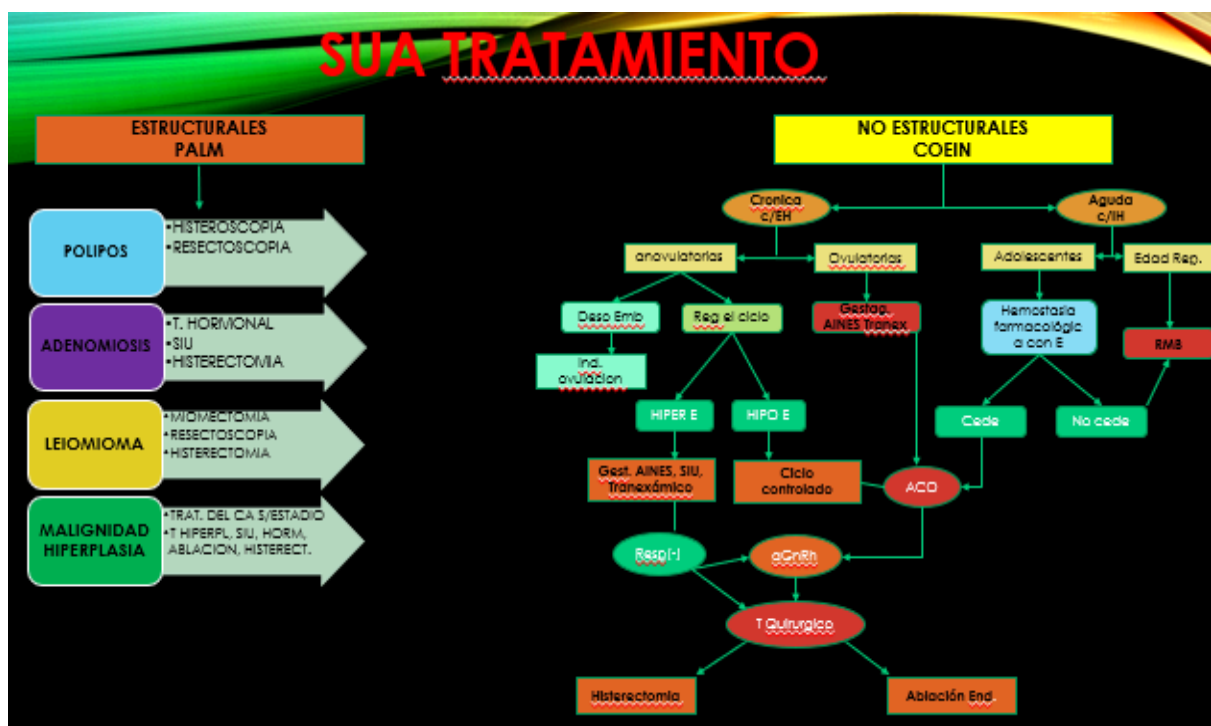 SUA TRATAMIENTO
ESTRUCTURALES
PALM
POLIPOS
•HISTEROSCOPIA
•RESECTOSCOPIA
ADENOMIOSIS
•T. HORMONAL
•SIU
•HISTERECTOMIA
LEIOMIOMA
•MIOMECTOMIA
•RESECTOSCOPIA
•HISTERECTOMIA
MALIGNIDAD
HIPERPLASIA
•TRAT. DEL CA S/ESTADIO
•T HIPERPL, SIU, HORM,
ABLACION, HISTERECT.
NO ESTRUCTURALES
COEIN
Cronica
c/EH
Aguda
c/IH
anovulatorias
Ovulatorias
Adolescentes
Edad Rep.
Deso Emb
Reg el ciclo
Gestag.
AINES Tranex.
Hemostasia
farmacológic
a con E
RMB
Ind.
ovulacion
HIPER E
HIPO E
Cede
No cede
Gest. AINES, SIU,
Tranexámico
Ciclo
controlado
ACO
Resp(-)
aGnRh
T Quirurgico
Histerectomia
Ablación End.